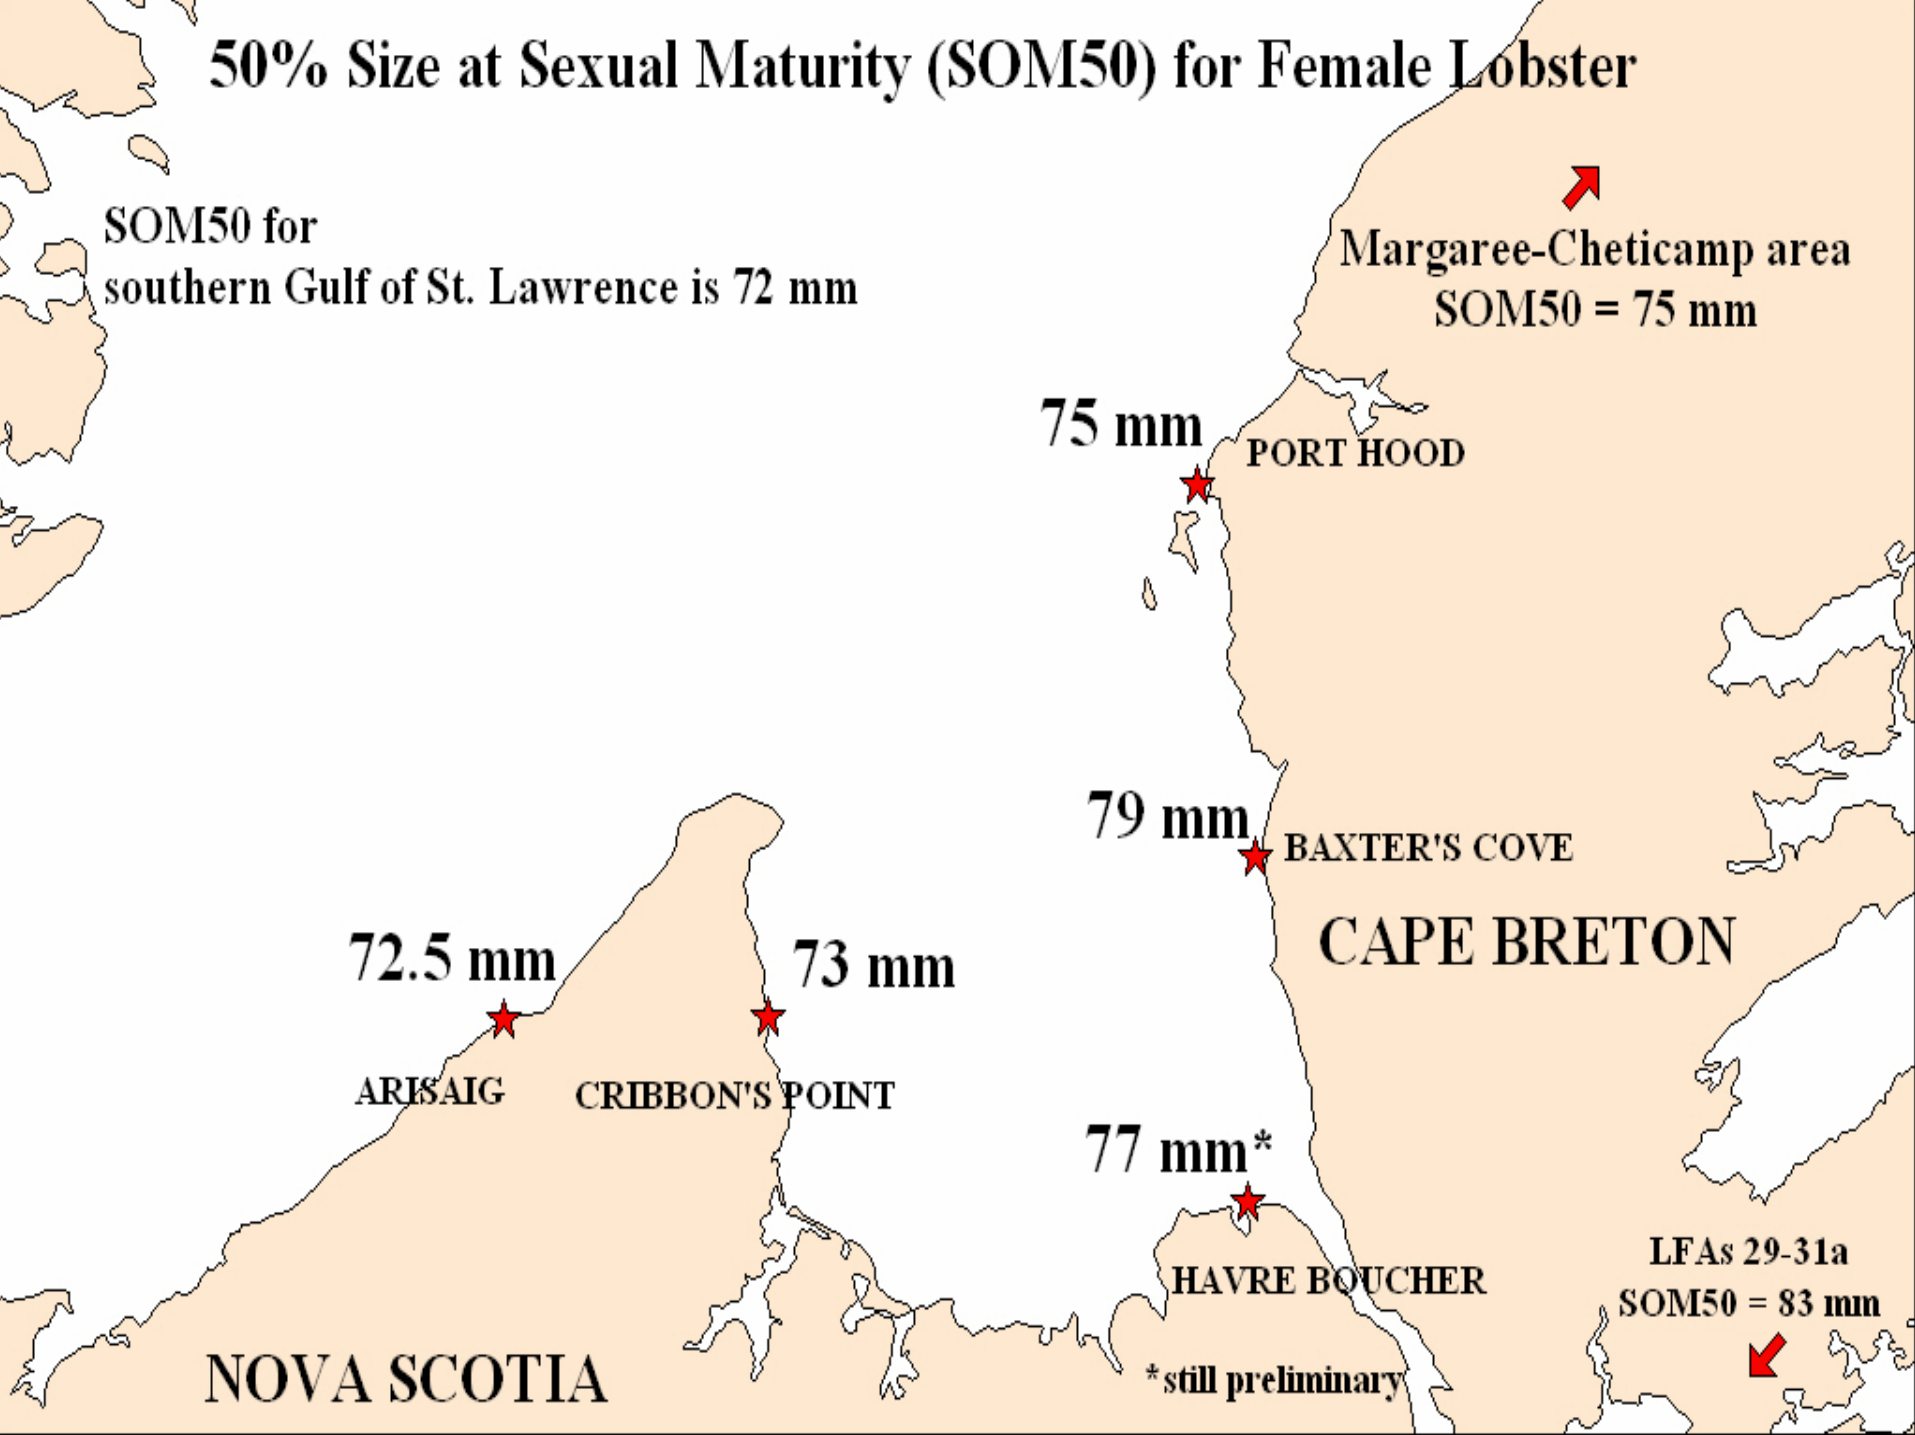 50% Size at Sexual Maturity (SOM50) for Female Lobster
SOM50 for
southern Gulf of St. Lawrence is 72 mm
Margaree-Cheticamp area
SOM50 = 75 mm
75 mm
PORT HOOD
79 mm
BAXTER'S COVE
CAPE BRETON
72.5 mm
73 mm
ARISAIG
CRIBBON'S POINT
77 mm*
HAVRE BOUCHER
LFAs 29-31a
SOM50 = 83 mm
NOVA SCOTIA
*still preliminary